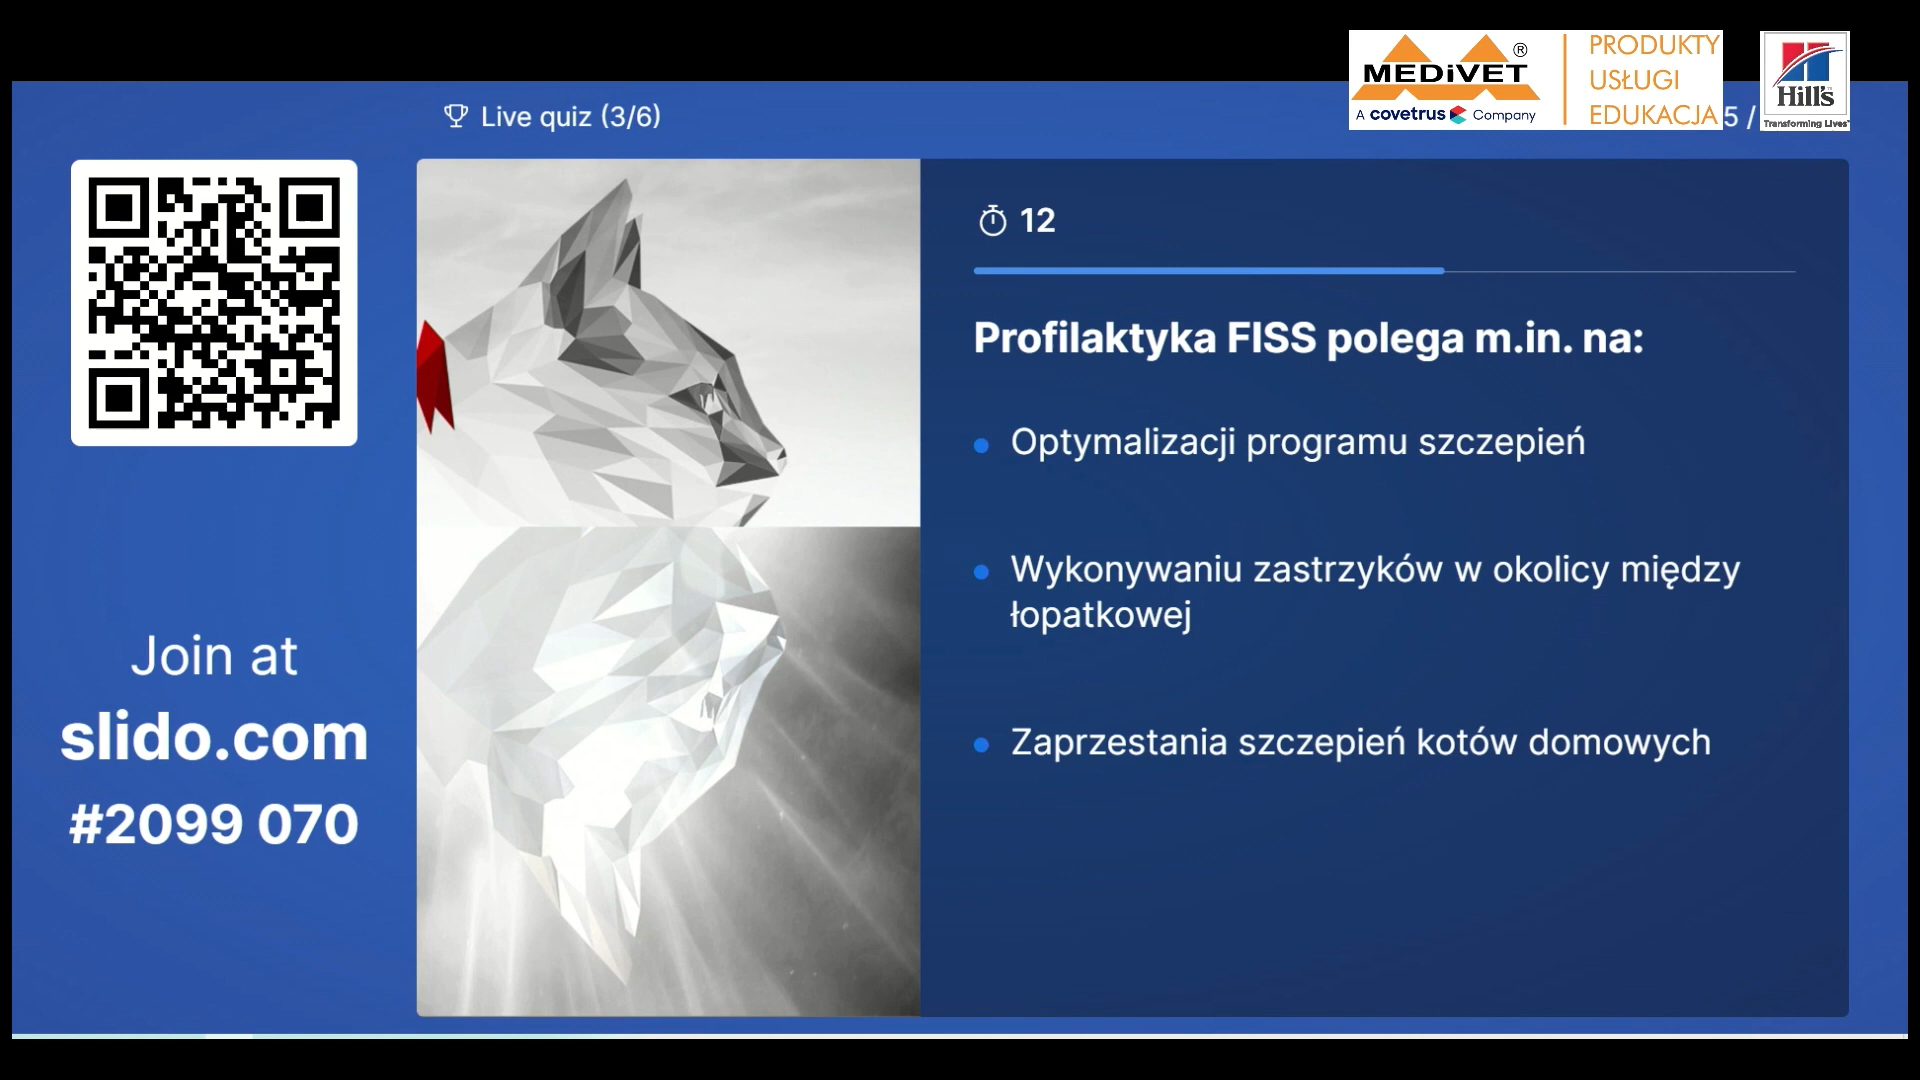 MEDiVET®
A covetrus Company
PRODUKTY
USŁUGI
EDUKACJA
Hill's
Transforming Lives™
Live quiz (3/6)
5 /
12
Profilaktyka FISS polega m.in. na:
Optymalizacji programu szczepień
Wykonywaniu zastrzyków w okolicy między
łopatkowej
Zaprzestania szczepień kotów domowych
Join at
slido.com
#2099 070